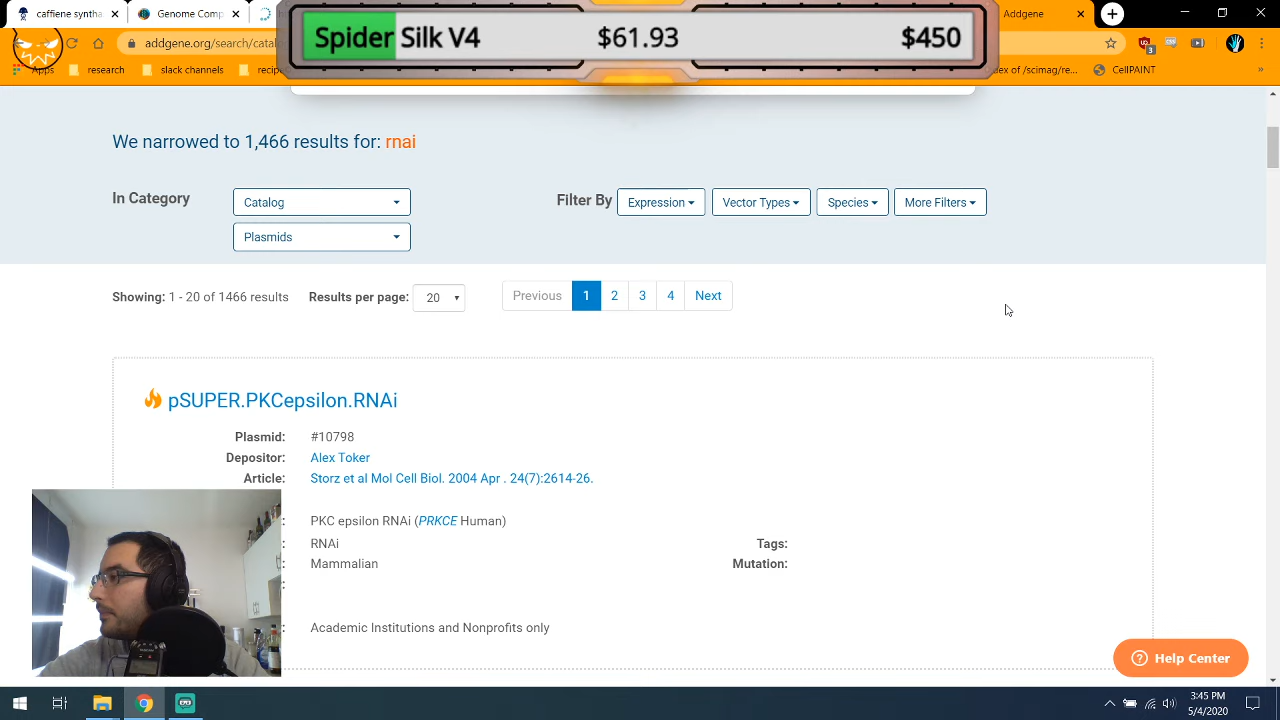 caffiene syntha
Genome Comp
Addgene
Spider Silk V4 $61.93 $450
addgene.org/search/catal
Apps research slack channels recip
ex of /scimag/re... CellPAINT »
We narrowed to 1,466 results for: rnai
In Category Catalog
Filter By Expression Vector Types Species More Filters
Plasmids
Showing: 1 - 20 of 1466 results Results per page: 20 Previous 1 2 3 4 Next
pSUPER.PKCepsilon.RNAi
Plasmid: #10798
Depositor: Alex Toker
Article: Storz et al Mol Cell Biol. 2004 Apr . 24(7):2614-26.
: PKC epsilon RNAi (PRKCE Human)
: RNAi Tags:
: Mammalian Mutation:
:
: Academic Institutions and Nonprofits only
Help Center
3:45 PM
5/4/2020